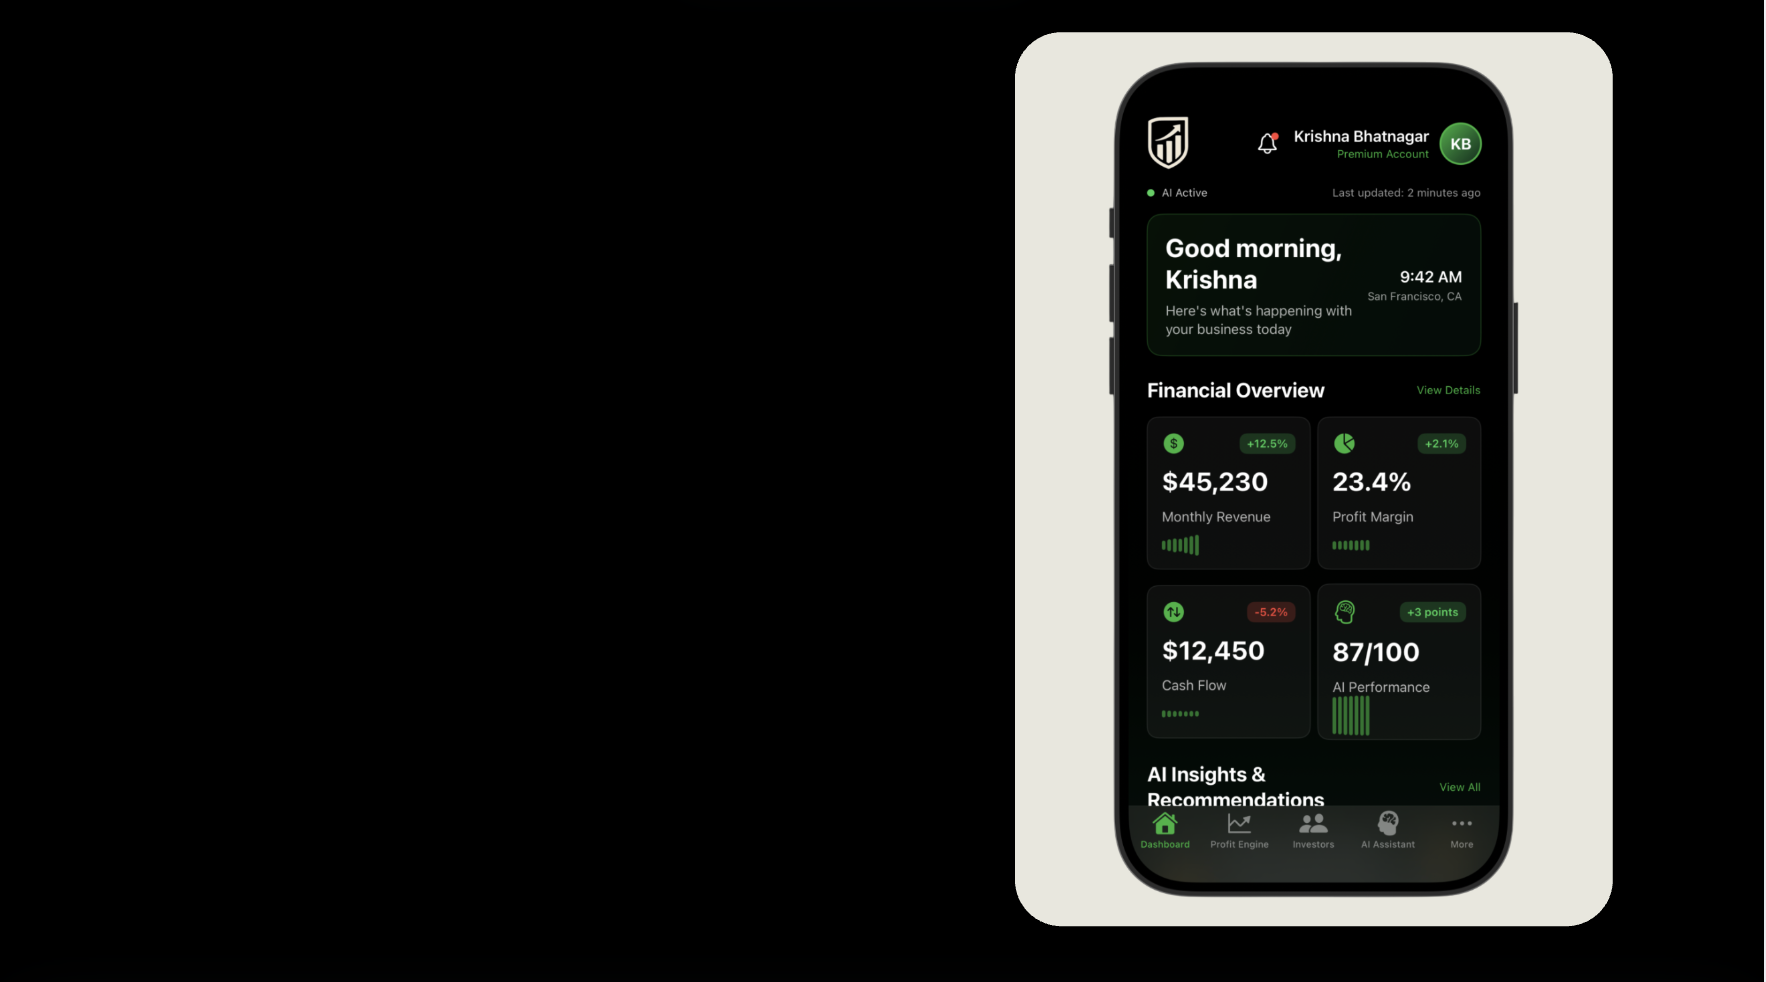 Krishna Bhatnagar
Premium Account
KB
AI Active
Last updated: 2 minutes ago
Good morning,
Krishna
9:42 AM
San Francisco, CA
Here's what's happening with
your business today
Financial Overview
View Details
$
+12.5%
$45,230
Monthly Revenue
+2.1%
23.4%
Profit Margin
-5.2%
$12,450
Cash Flow
+3 points
87/100
AI Performance
AI Insights &
Recommendations
View All
Dashboard
Profit Engine
Investors
AI Assistant
More